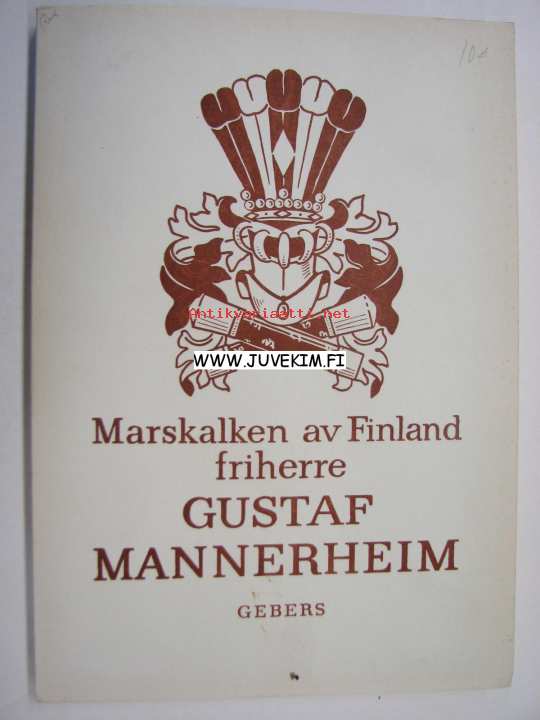 10€
Antikvariaatti.net
WWW.JUVEKIM.FI
Marskalken av Finland
friherre
GUSTAF
MANNERHEIM
GEBERS